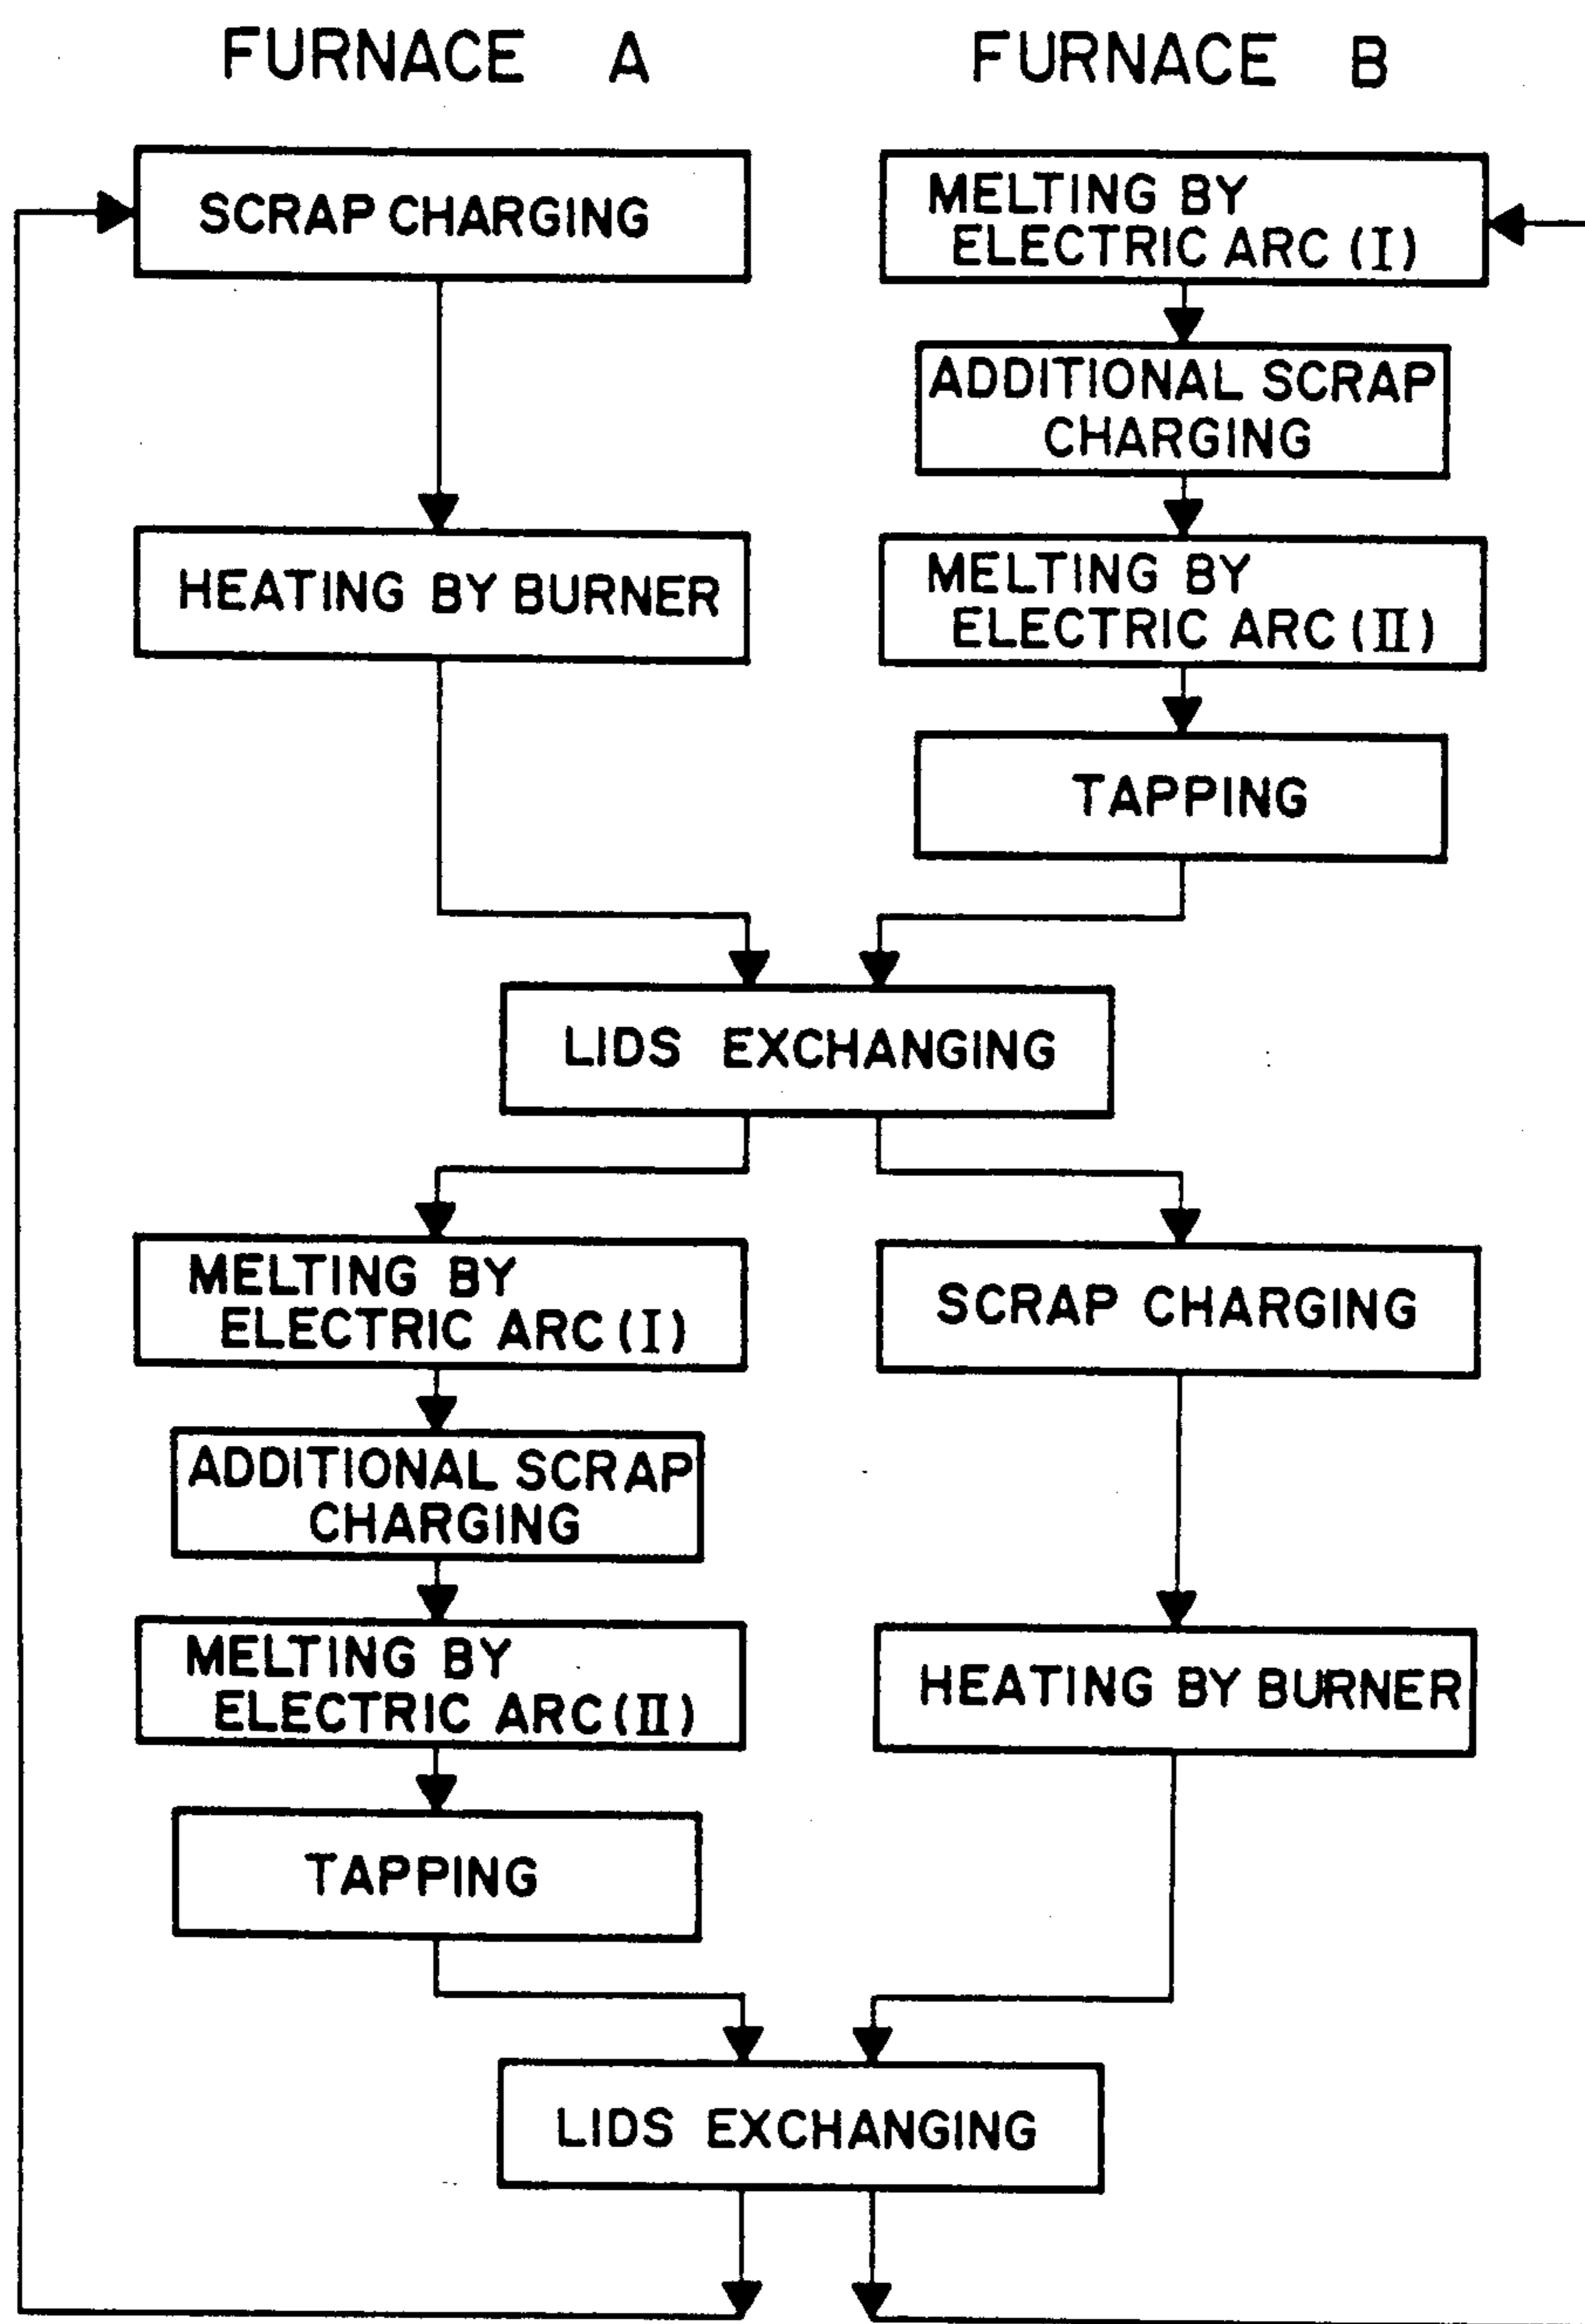 FURNACE A
FURNACE B
SCRAP CHARGING
MELTING BY
ELECTRIC ARC (I)
ADDITIONAL SCRAP
CHARGING
HEATING BY BURNER
MELTING BY
ELECTRIC ARC (II)
TAPPING
LIDS EXCHANGING
MELTING BY
ELECTRIC ARC (I)
SCRAP CHARGING
ADDITIONAL SCRAP
CHARGING
MELTING BY
ELECTRIC ARC (II)
HEATING BY BURNER
TAPPING
LIDS EXCHANGING